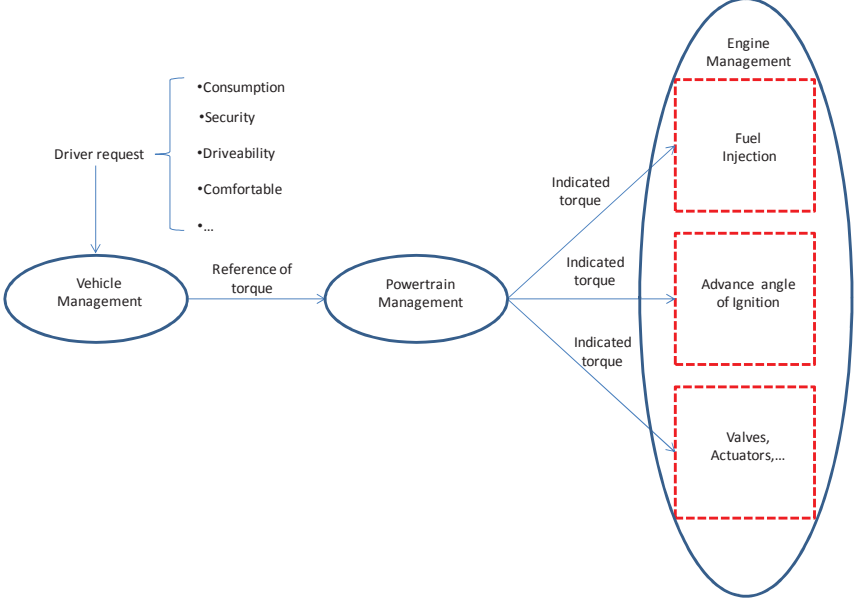 Driver request
•Consumption
•Security
•Driveability
•Comfortable
•...
Vehicle
Management
Reference of
torque
Powertrain
Management
Indicated
torque
Indicated
torque
Indicated
torque
Engine
Management
Fuel
Injection
Advance angle
of Ignition
Valves,
Actuators,...